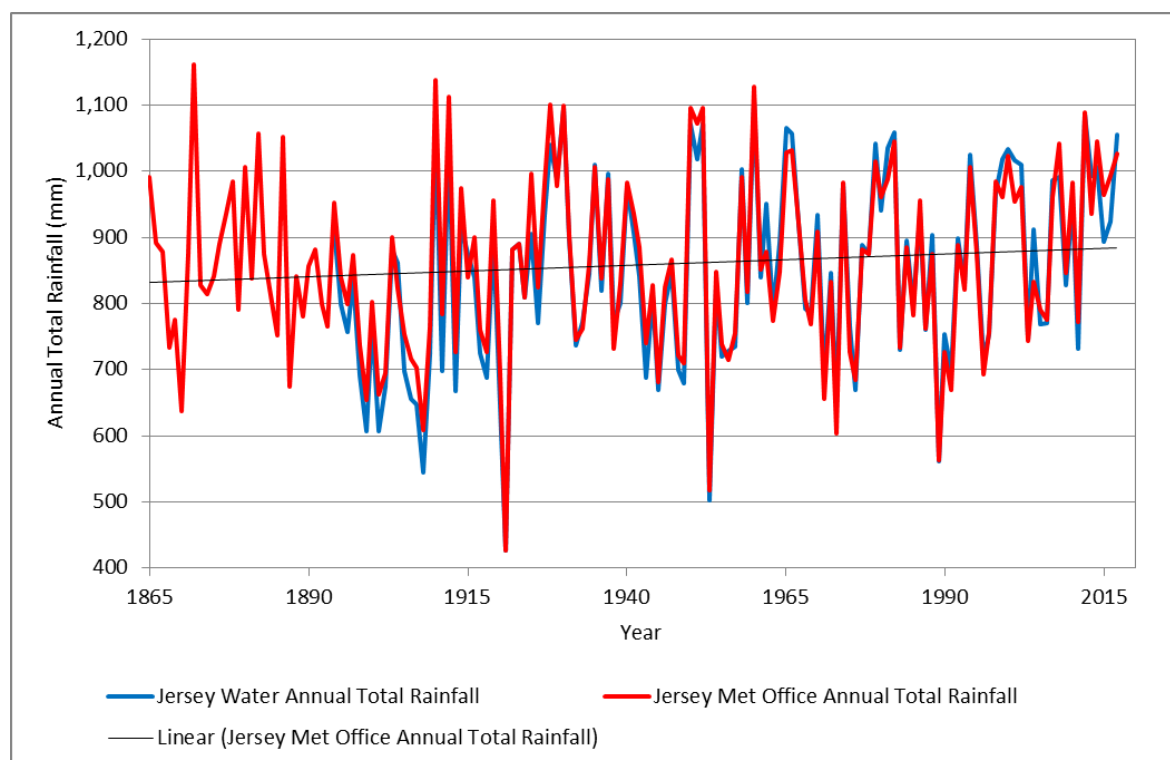 1,200
1,100
1,000
900
800
700
600
500
400
Annual Total Rainfall (mm)
1865 1890 1915 1940 1965 1990 2015
Year
Jersey Water Annual Total Rainfall Jersey Met Office Annual Total Rainfall
Linear (Jersey Met Office Annual Total Rainfall)